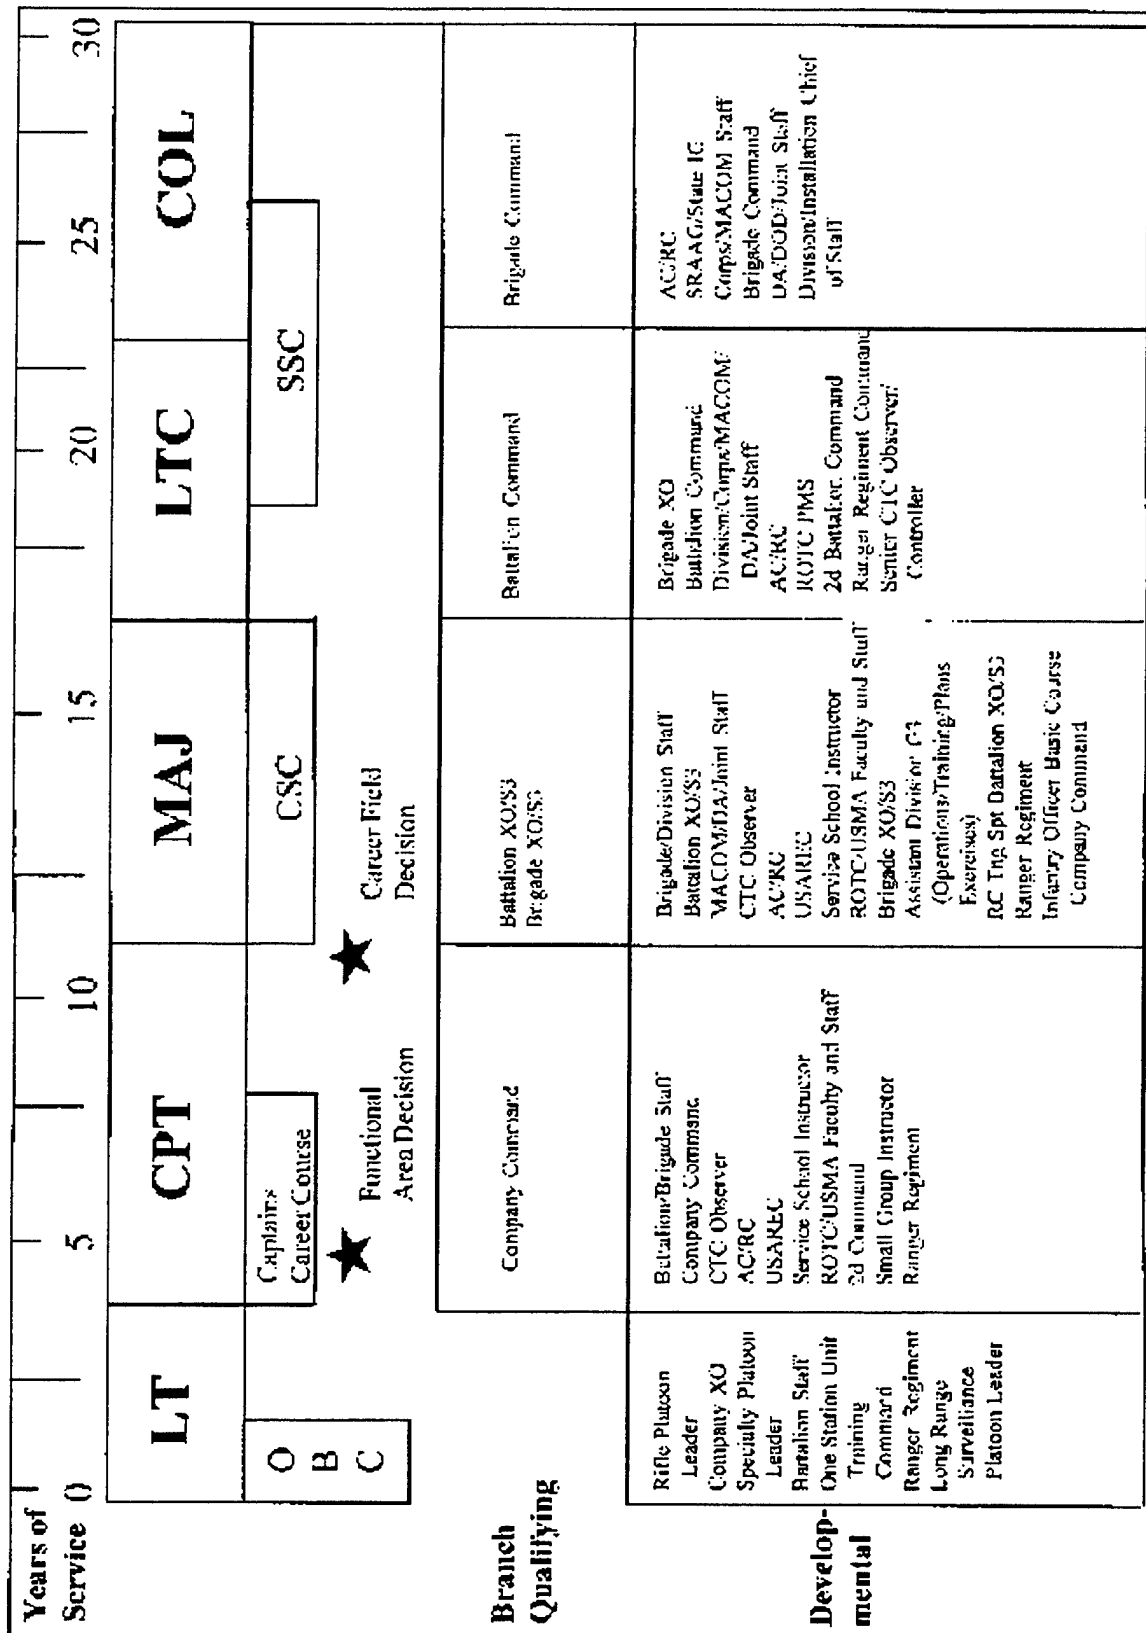 Years of
Service 0 5 10 15 20 25 30
LT CPT MAJ LTC COL
O
B
C
Captains
Career Course
CSC
SSC
Functional
Area Decision
Career Field
Decision
Branch
Qualifying
Company Command
Battalion XO/S3
Brigade XO/S3
Battalion Command
Brigade Command
Develop-
mental
Rifle Platoon
Leader
Company XO
Specialty Platoon
Leader
Battalion Staff
One Station Unit
Training
Command
Ranger Regiment
Long Range
Surveillance
Platoon Leader
Battalion/Brigade Staff
Company Command
CTC Observer
AC/RC
USAREC
Service School Instructor
ROTC/USMA Faculty and Staff
2d Command
Small Group Instructor
Ranger Regiment
Brigade/Division Staff
Battalion XO/S3
MACOM/DA/Joint Staff
CTC Observer
AC/RC
USAREC
Service School Instructor
ROTC/USMA Faculty and Staff
Brigade XO/S3
Assistant Division G3
(Operations/Training/Plans
Exercises)
RC Tng Spt Battalion XO/S3
Ranger Regiment
Infantry Officer Basic Course
Company Command
Brigade XO
Battalion Command
Division/Corps/MACOM/
DA/Joint Staff
AC/RC
ROTC PMS
2d Battalion Command
Ranger Regiment Command
Senior CTC Observer/
Controller
AC/RC
SRAAG/State IG
Corps/MACOM Staff
Brigade Command
DA/DOD/Joint Staff
Division/Installation Chief
of Staff